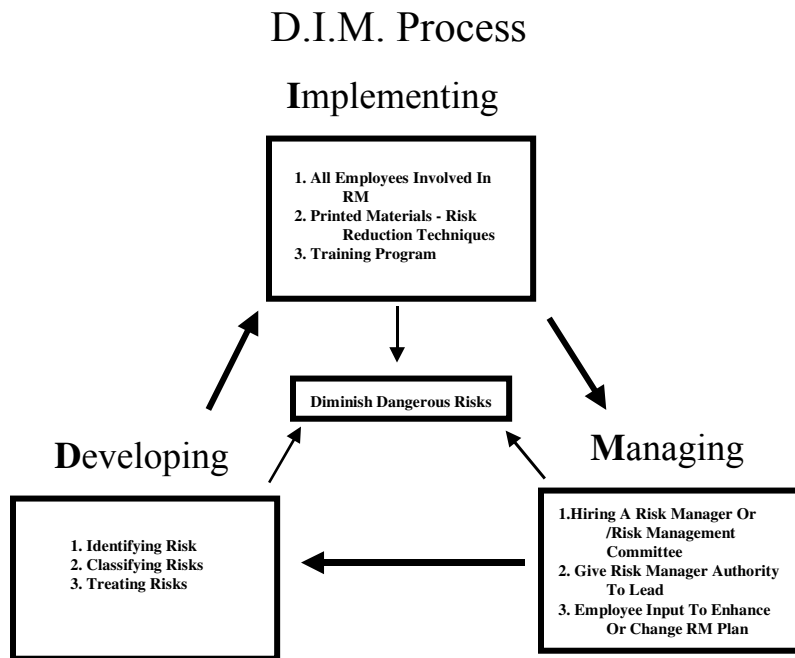 D.I.M. Process
Implementing
1. All Employees Involved In
RM
2. Printed Materials - Risk
Reduction Techniques
3. Training Program
Diminish Dangerous Risks
Developing
1. Identifying Risk
2. Classifying Risks
3. Treating Risks
Managing
1.Hiring A Risk Manager Or
/Risk Management
Committee
2. Give Risk Manager Authority
To Lead
3. Employee Input To Enhance
Or Change RM Plan